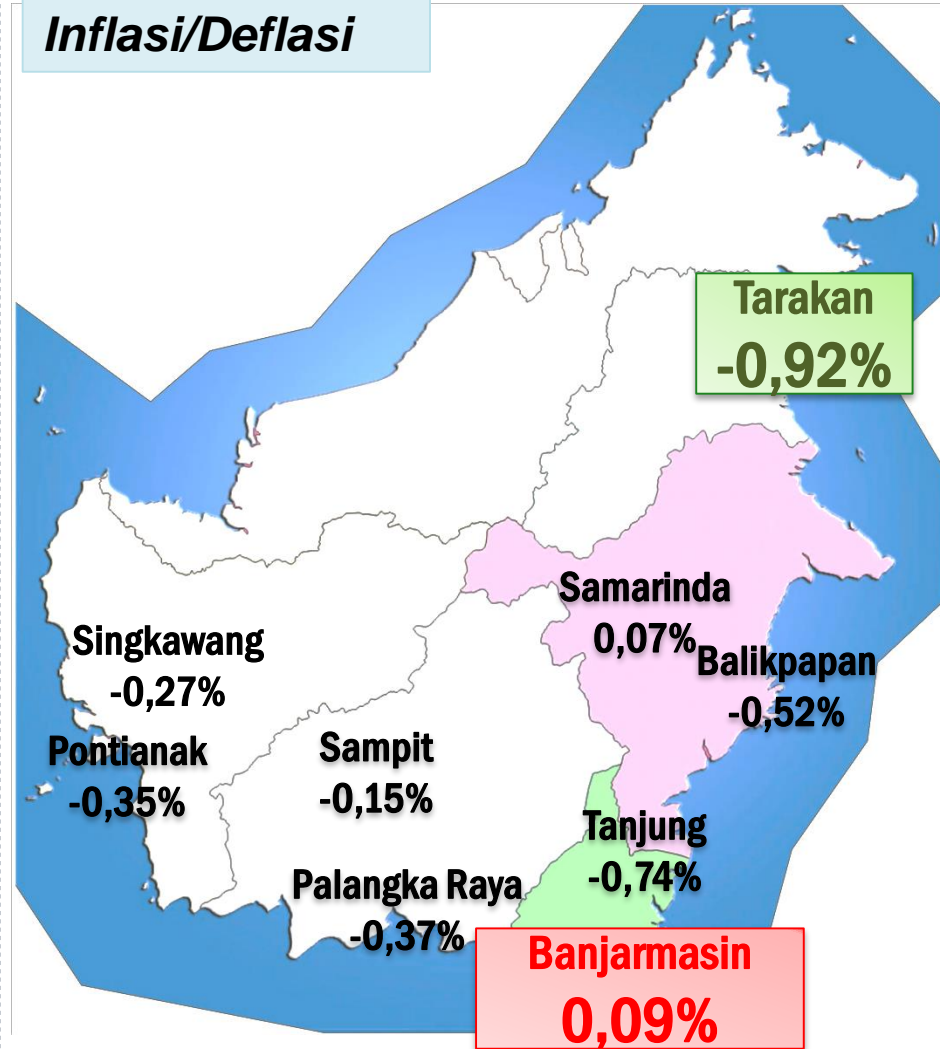 Inflasi/Deflasi
Tarakan
-0,92%
Samarinda
0,07%
Balikpapan
-0,52%
Singkawang
-0,27%
Pontianak
-0,35%
Sampit
-0,15%
Tanjung
-0,74%
Palangka Raya
-0,37%
Banjarmasin
0,09%